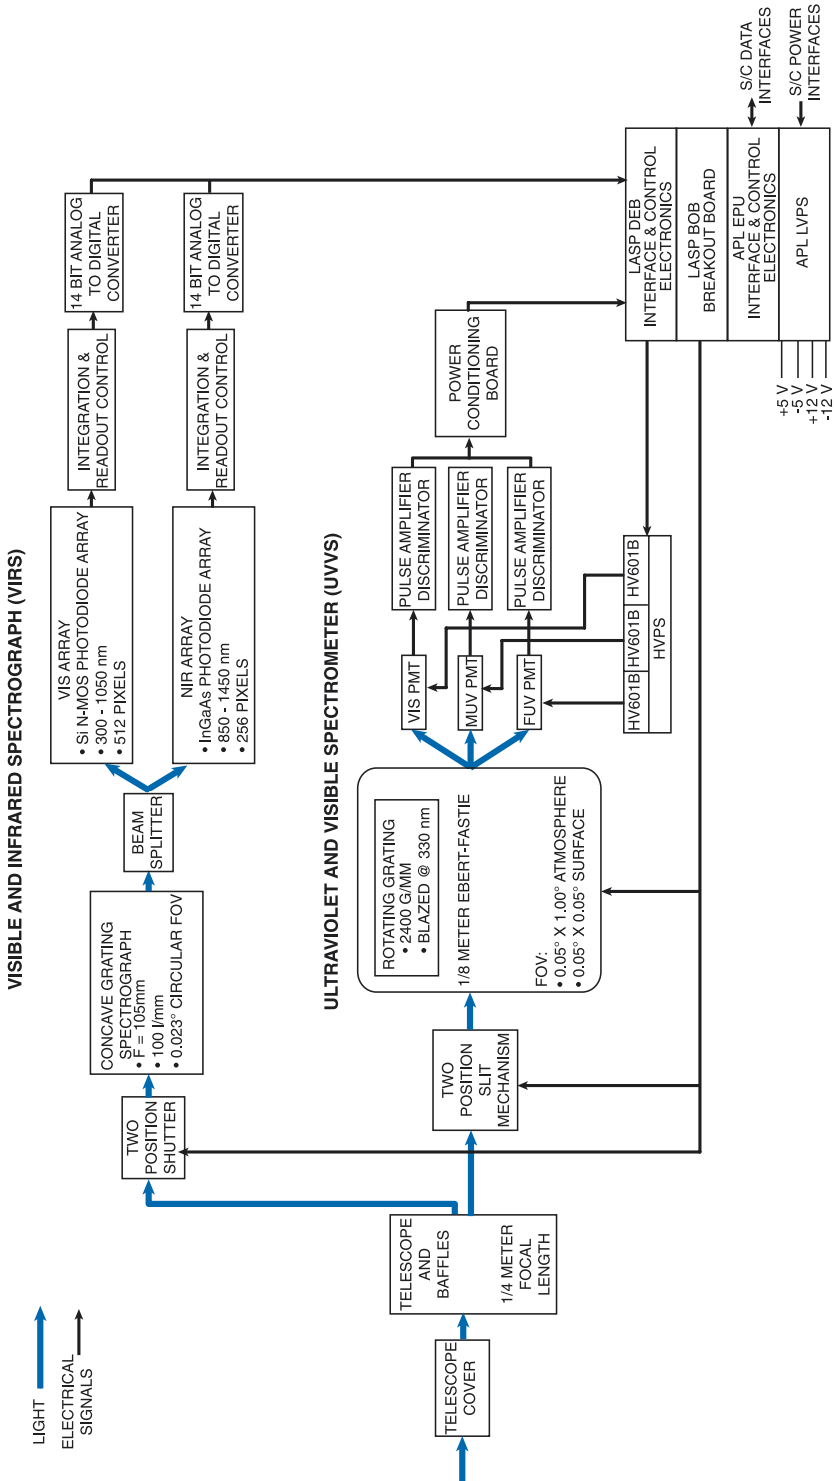 LIGHT
ELECTRICAL
SIGNALS
VISIBLE AND INFRARED SPECTROGRAPH (VIRS)
TWO
POSITION
SHUTTER
CONCAVE GRATING
SPECTROGRAPH
• F = 105mm
• 100 l/mm
• 0.023° CIRCULAR FOV
BEAM
SPLITTER
VIS ARRAY
• Si N-MOS PHOTODIODE ARRAY
• 300 - 1050 nm
• 512 PIXELS
INTEGRATION &
READOUT CONTROL
14 BIT ANALOG
TO DIGITAL
CONVERTER
NIR ARRAY
• InGaAs PHOTODIODE ARRAY
• 850 - 1450 nm
• 256 PIXELS
INTEGRATION &
READOUT CONTROL
14 BIT ANALOG
TO DIGITAL
CONVERTER
ULTRAVIOLET AND VISIBLE SPECTROMETER (UVVS)
TELESCOPE
COVER
TELESCOPE
AND
BAFFLES
1/4 METER
FOCAL
LENGTH
TWO
POSITION
SLIT
MECHANISM
ROTATING GRATING
• 2400 G/MM
• BLAZED @ 330 nm
1/8 METER EBERT-FASTIE
FOV:
• 0.05° X 1.00° ATMOSPHERE
• 0.05° X 0.05° SURFACE
VIS PMT
MUV PMT
FUV PMT
PULSE AMPLIFIER
DISCRIMINATOR
PULSE AMPLIFIER
DISCRIMINATOR
PULSE AMPLIFIER
DISCRIMINATOR
POWER
CONDITIONING
BOARD
HV601B
HV601B
HV601B
HVPS
LASP DEB
INTERFACE & CONTROL
ELECTRONICS
LASP BOB
BREAKOUT BOARD
APL EPU
INTERFACE & CONTROL
ELECTRONICS
APL LVPS
S/C DATA
INTERFACES
S/C POWER
INTERFACES
+5 V
-5 V
+12 V
-12 V